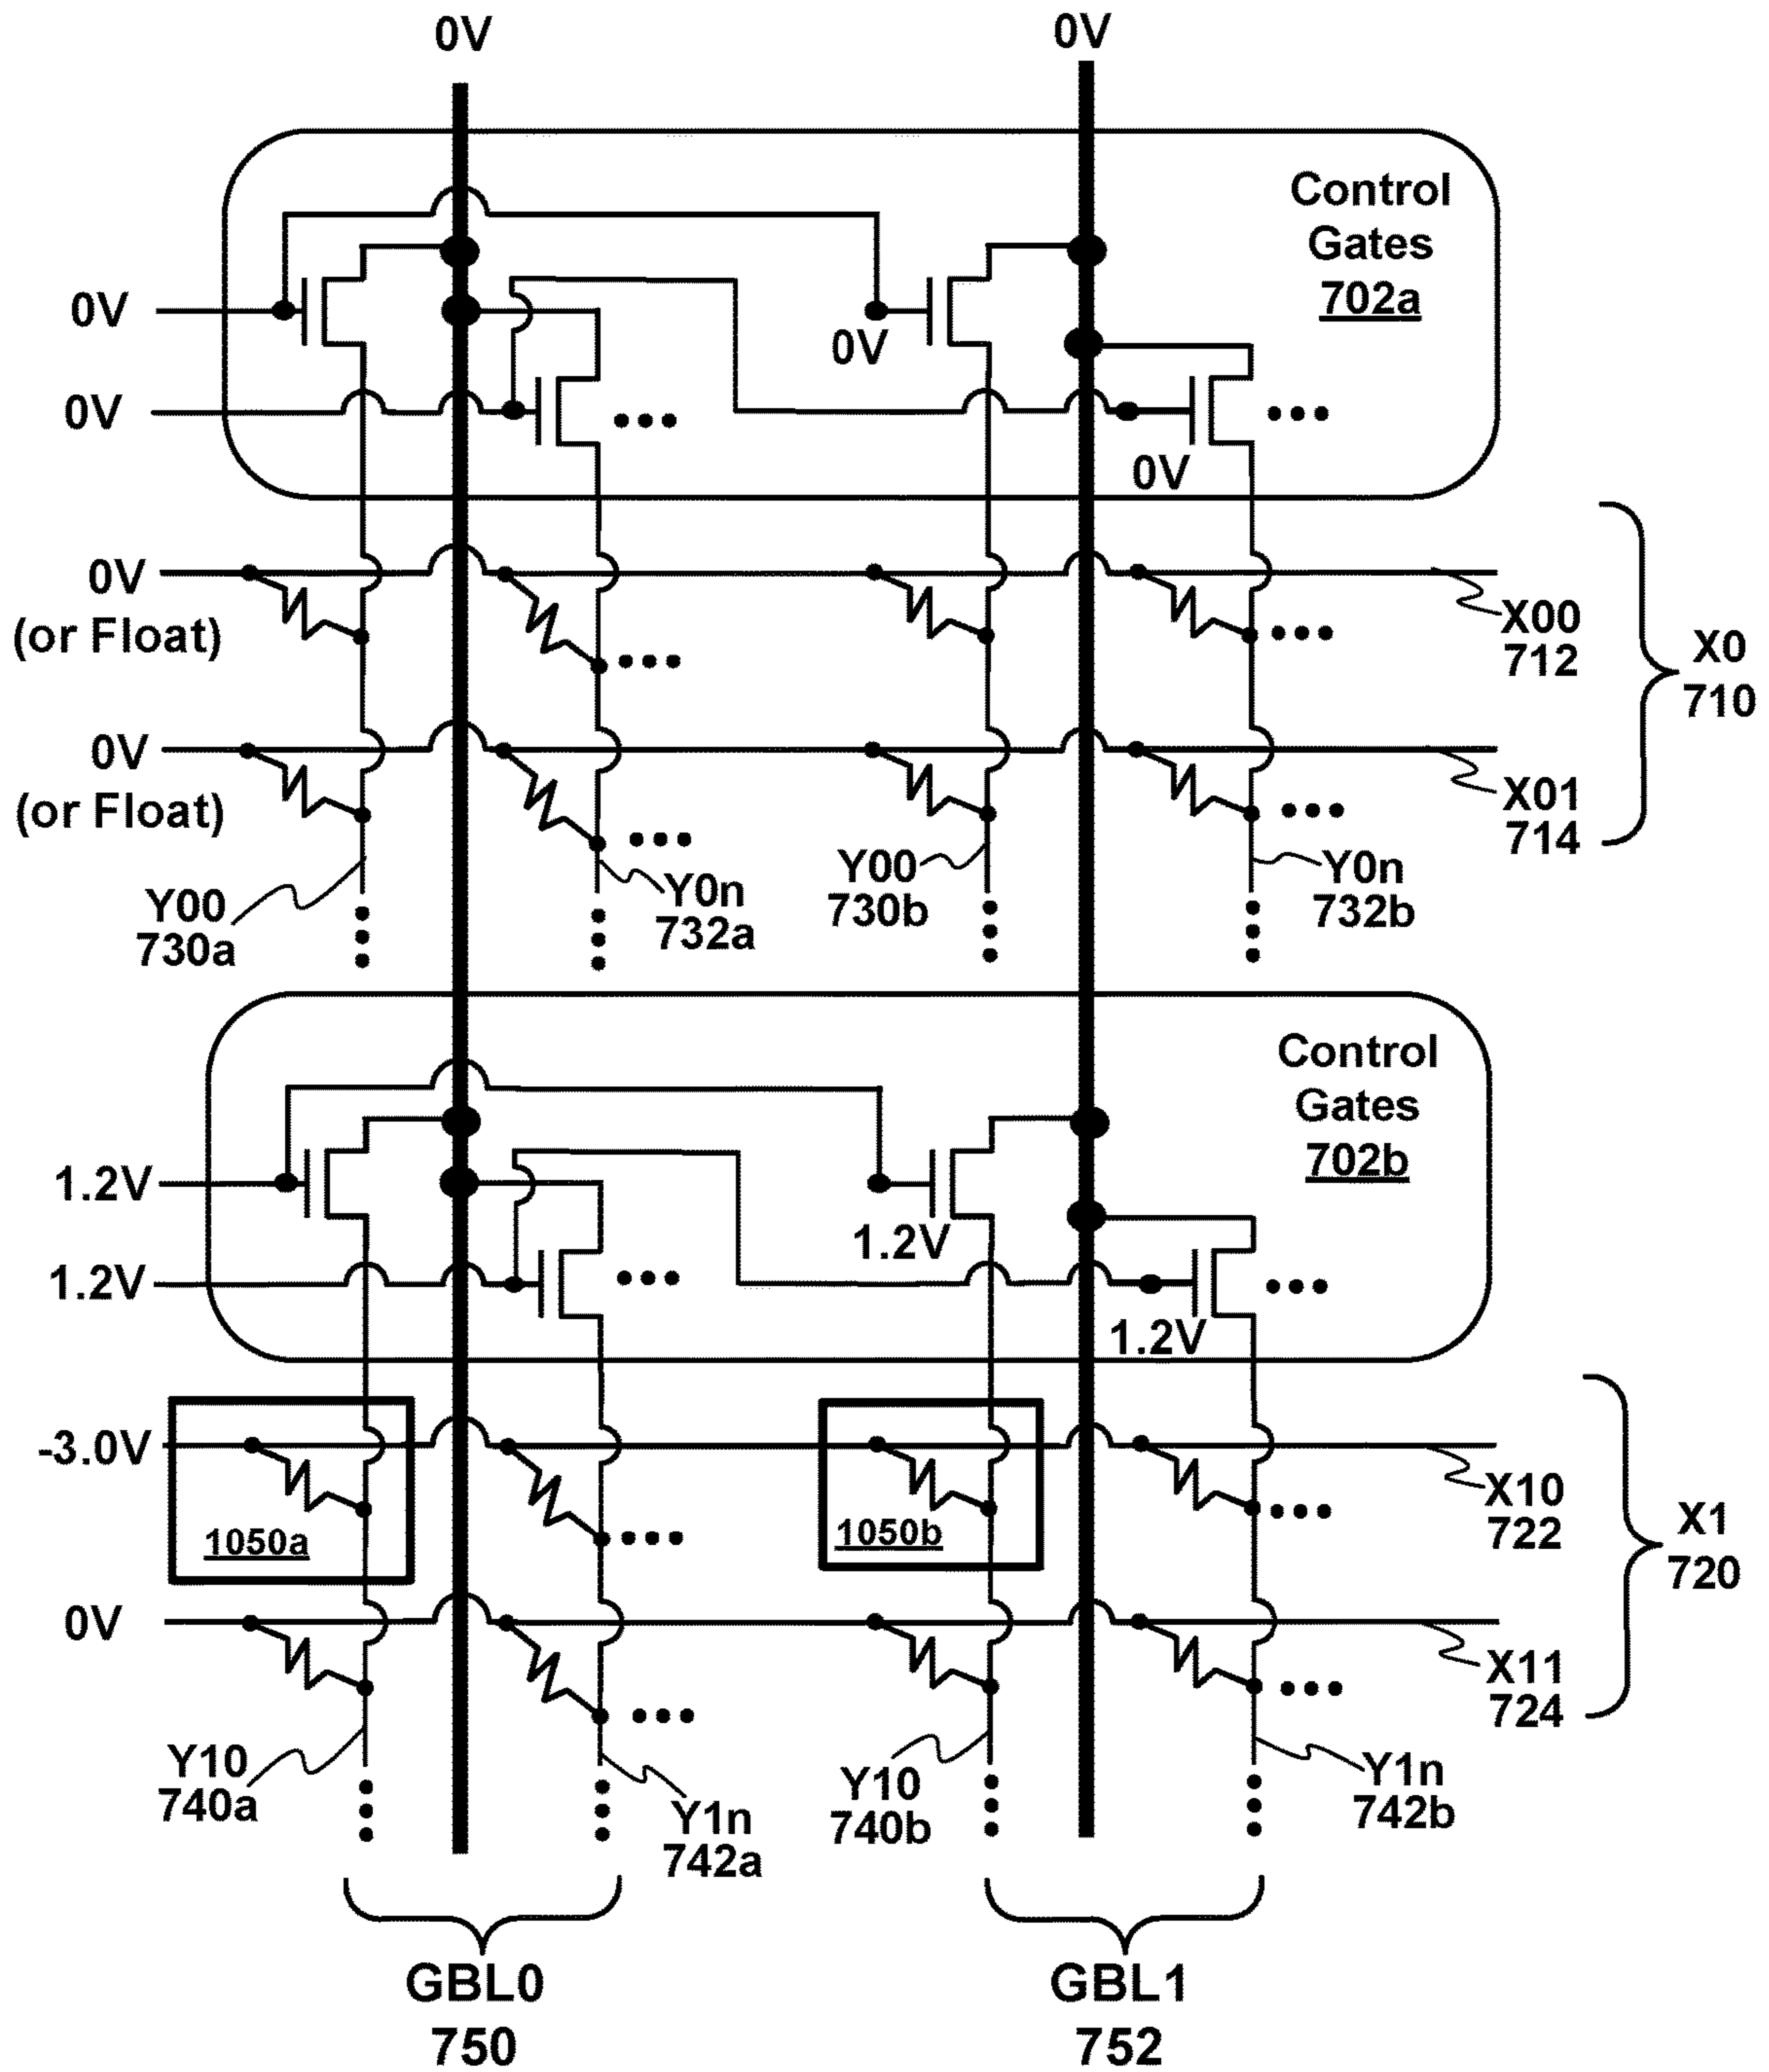 0V
0V
Control
Gates
702a
0V
0V
0V
0V
0V
(or Float)
X00
712
X0
710
0V
(or Float)
X01
714
Y00
730a
Y0n
732a
Y00
730b
Y0n
732b
Control
Gates
702b
1.2V
1.2V
1.2V
1.2V
-3.0V
1050a
1050b
X10
722
X1
720
0V
X11
724
Y10
740a
Y1n
742a
Y10
740b
Y1n
742b
GBL0
750
GBL1
752